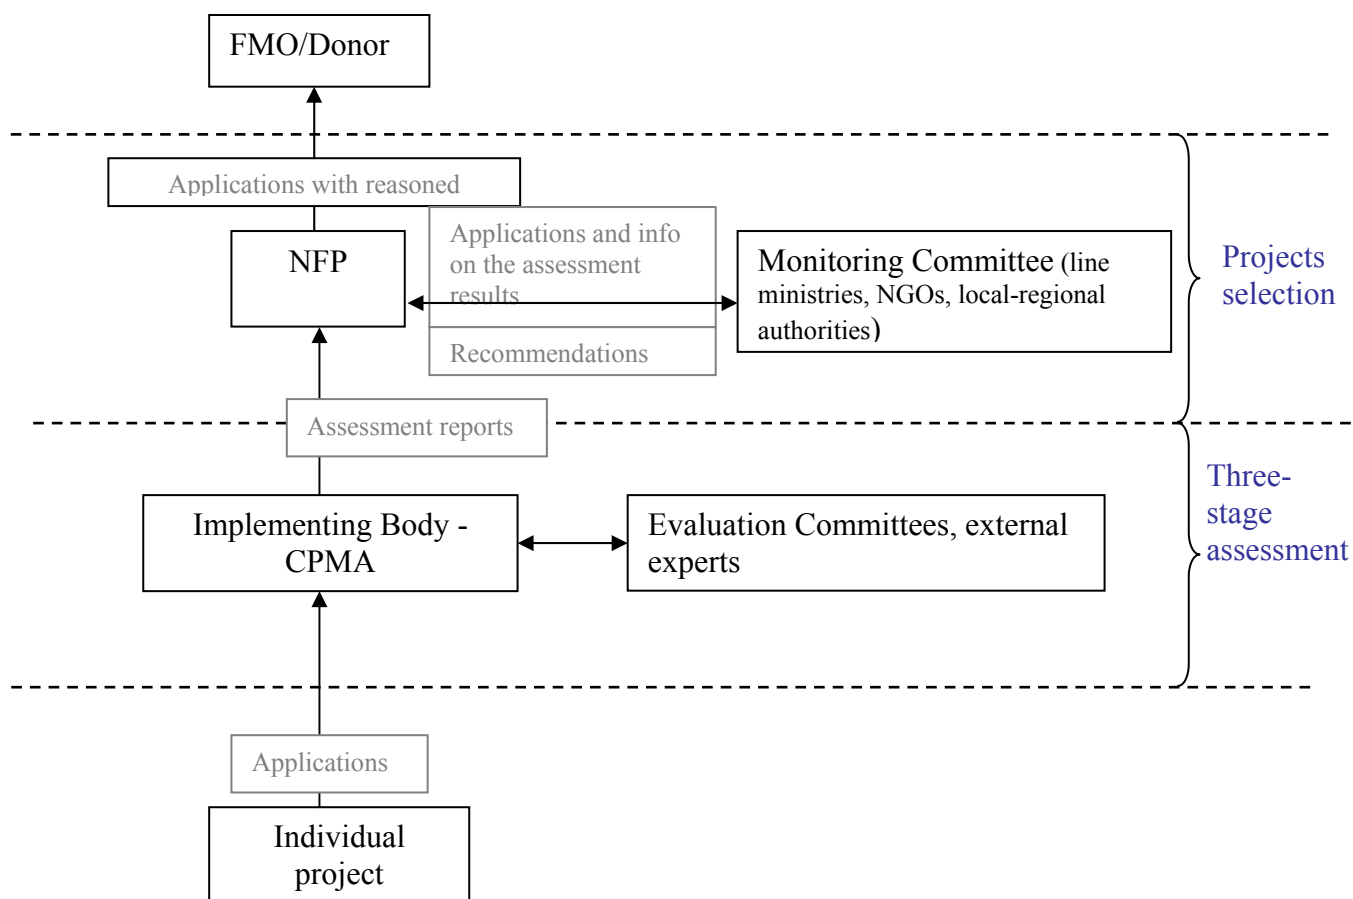 FMO/Donor
Applications with reasoned
NFP
Applications and info
on the assessment
results
Recommendations
Monitoring Committee (line
ministries, NGOs, local-regional
authorities)
Projects
selection
Assessment reports
Implementing Body -
CPMA
Evaluation Committees, external
experts
Three-
stage
assessment
Applications
Individual
project